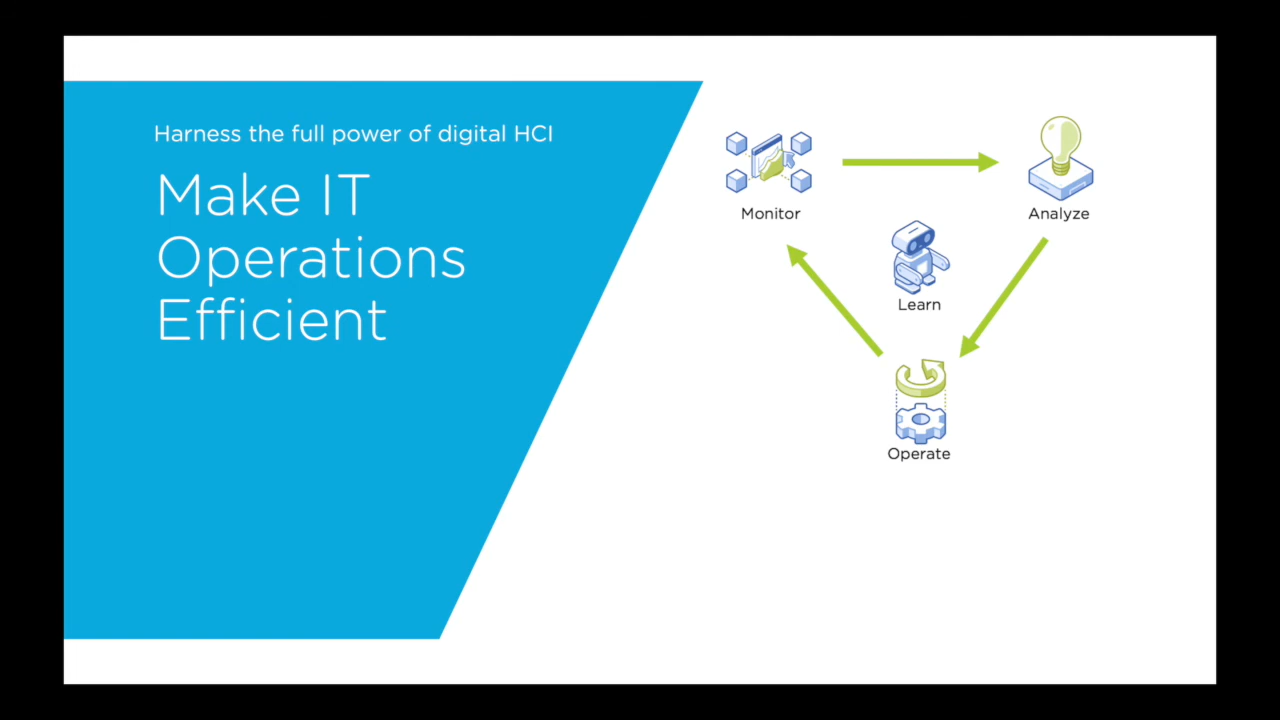 Harness the full power of digital HCI
Make IT
Operations
Efficient
Monitor
Analyze
Learn
Operate